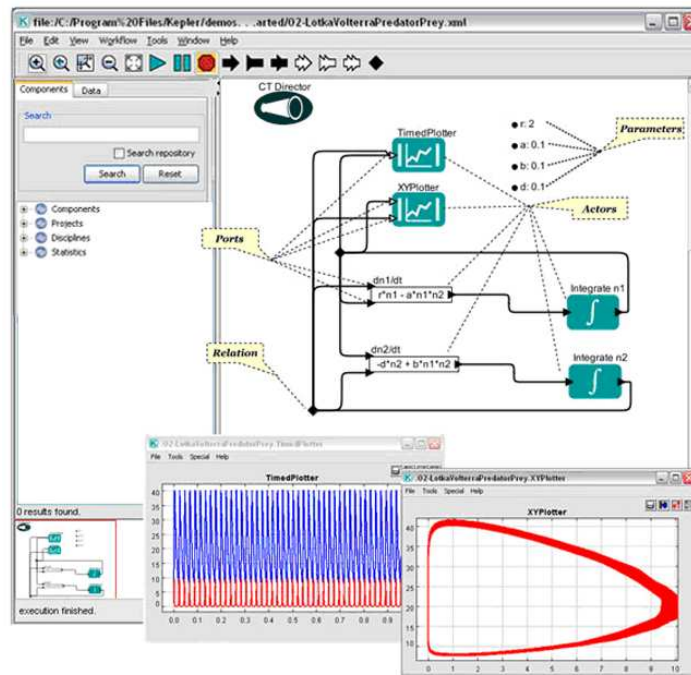 file:/C:/Program%20Files/Kepler/demos. . .arted/02-LotkaVolterraPredatorPrey.xml
File Edit View Workflow Tools Window Help
Components Data
Search
Search repository
Search Reset
Components
Projects
Disciplines
Statistics
0 results found.
execution finished.
CT Director
TimedPlotter
XYPlotter
r: 2
a: 0.1
b: 0.1
d: 0.1
Parameters
Actors
Ports
Relation
dn1/dt
r*n1 - a*n1*n2
Integrate n1
∫
dn2/dt
-d*n2 + b*n1*n2
Integrate n2
∫
.02-LotkaVolterraPredatorPrey.TimedPlotter
File Tools Special Help
TimedPlotter
40
35
30
25
20
15
10
5
0
0.0 0.1 0.2 0.3 0.4 0.5 0.6 0.7 0.8 0.9
.02-LotkaVolterraPredatorPrey.XYPlotter
File Tools Special Help
XYPlotter
40
35
30
25
20
15
10
0 1 2 3 4 5 6 7 8 9 10